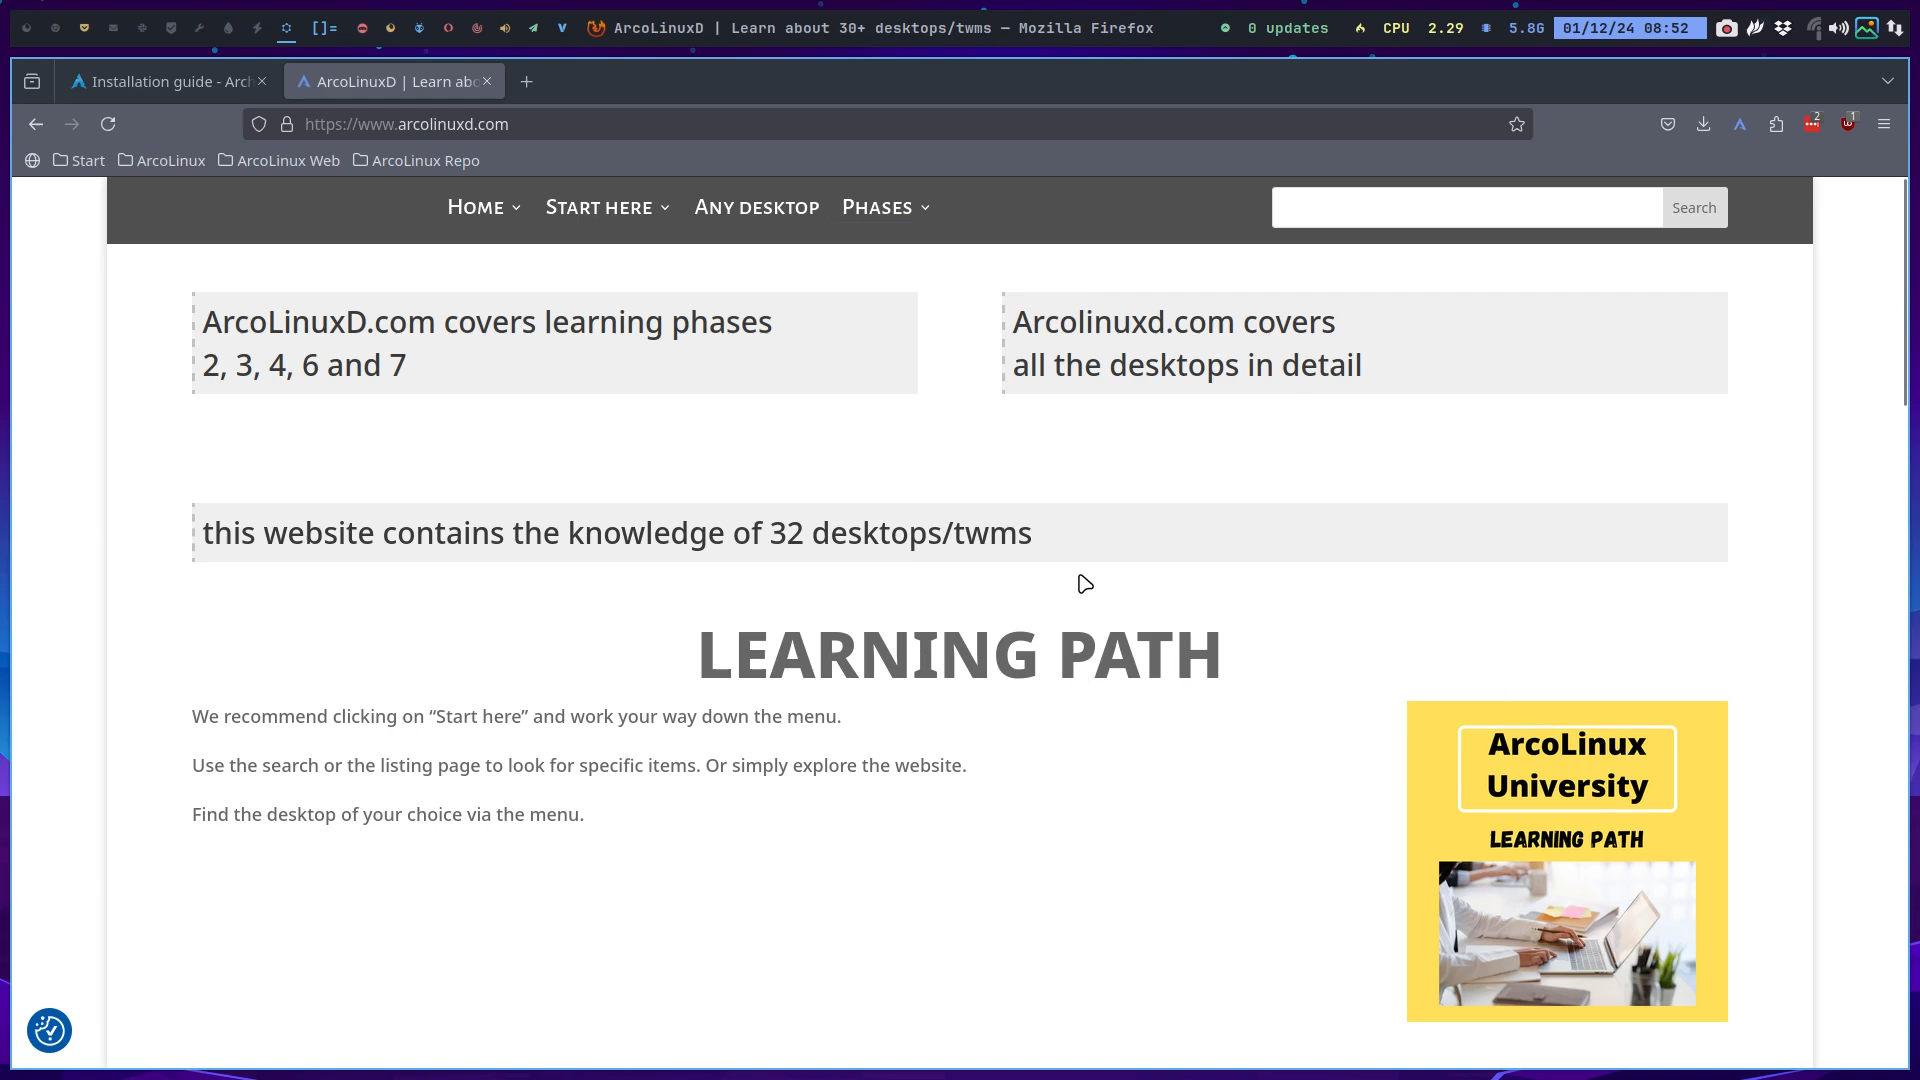 []=
ArcoLinuxD | Learn about 30+ desktops/twms — Mozilla Firefox
0 updates
CPU 2.29
5.8G
01/12/24 08:52
Installation guide - Arch
ArcoLinuxD | Learn abo
https://www.arcolinuxd.com
2
1
Start
ArcoLinux
ArcoLinux Web
ArcoLinux Repo
Home
Start here
Any desktop
Phases
Search
ArcoLinuxD.com covers learning phases
2, 3, 4, 6 and 7
Arcolinuxd.com covers
all the desktops in detail
this website contains the knowledge of 32 desktops/twms
LEARNING PATH
We recommend clicking on “Start here” and work your way down the menu.
Use the search or the listing page to look for specific items. Or simply explore the website.
Find the desktop of your choice via the menu.
ArcoLinux
University
LEARNING PATH